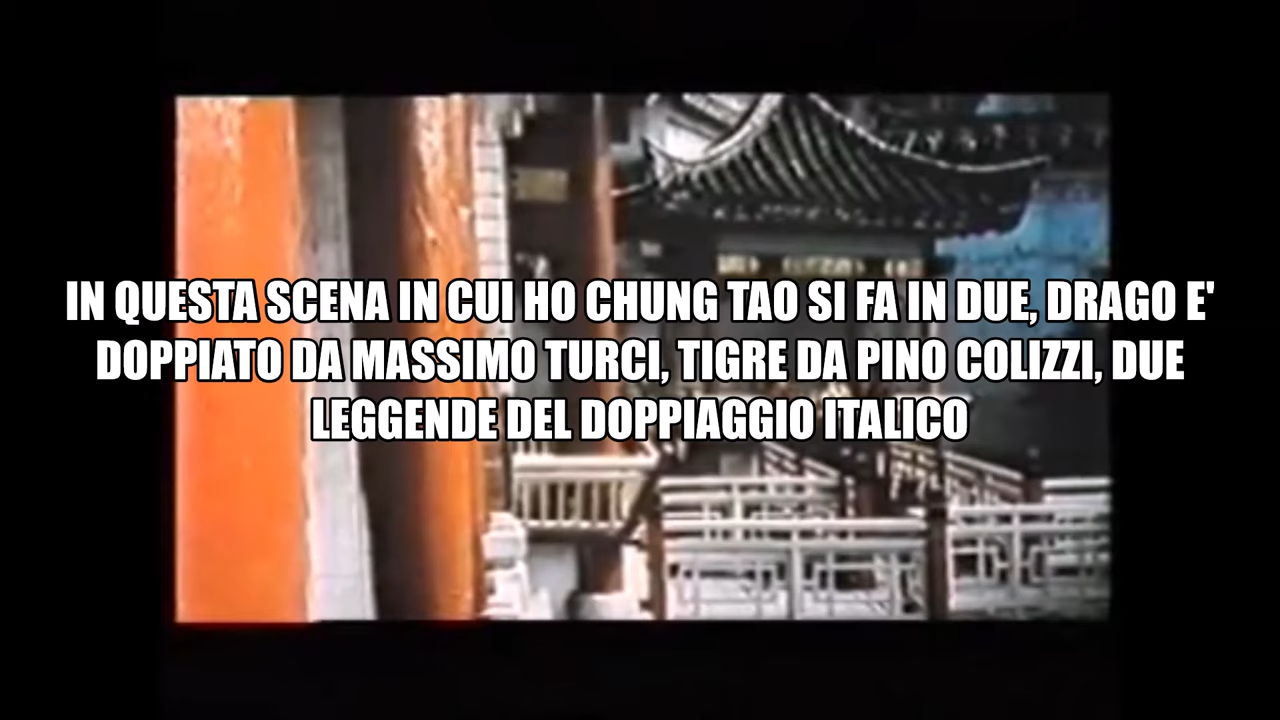 IN QUESTA SCENA IN CUI HO CHUNG TAO SI FA IN DUE, DRAGO E'
DOPPIATO DA MASSIMO TURCI, TIGRE DA PINO COLIZZI, DUE
LEGGENDE DEL DOPPIAGGIO ITALICO